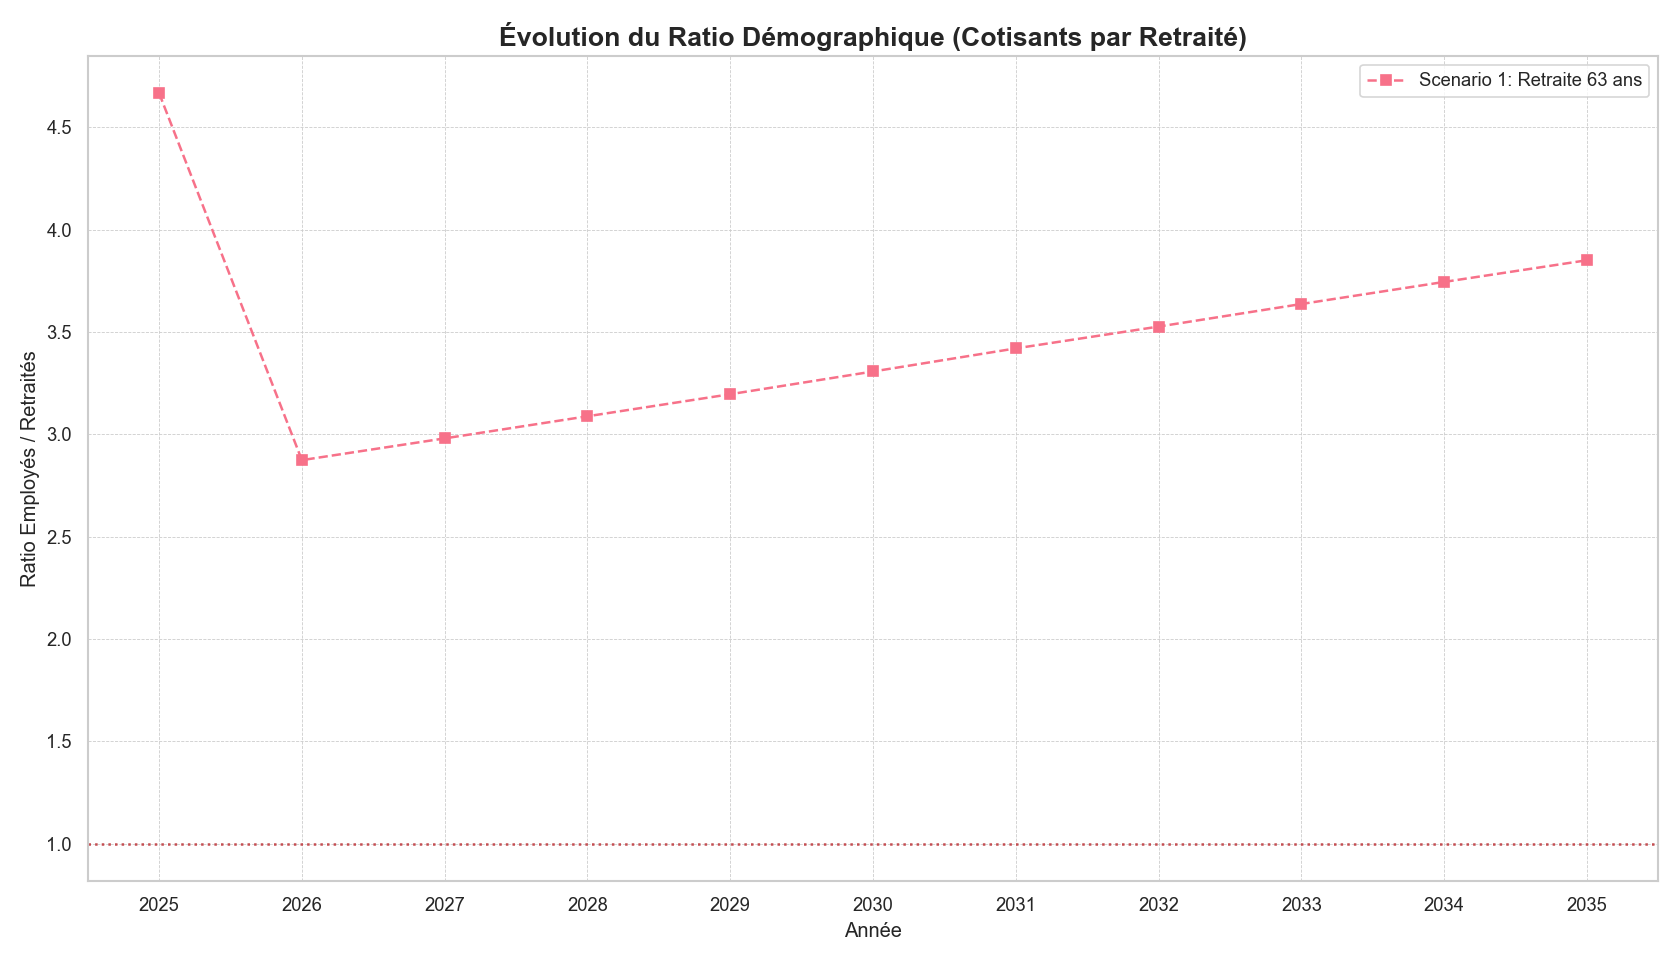 Évolution du Ratio Démographique (Cotisants par Retraité)
Scenario 1: Retraite 63 ans
Ratio Employés / Retraités
4.5
4.0
3.5
3.0
2.5
2.0
1.5
1.0
2025 2026 2027 2028 2029 2030 2031 2032 2033 2034 2035
Année